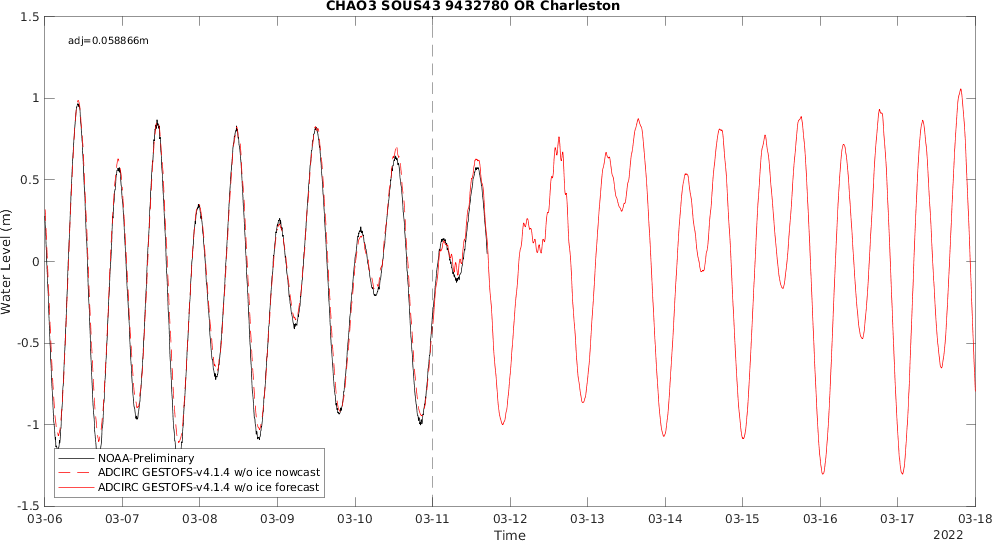 CHAO3 SOUS43 9432780 OR Charleston
adj=0.058866m
1.5
1
0.5
0
-0.5
-1
-1.5
Water Level (m)
NOAA-Preliminary
ADCIRC GESTOFS-v4.1.4 w/o ice nowcast
ADCIRC GESTOFS-v4.1.4 w/o ice forecast
03-06 03-07 03-08 03-09 03-10 03-11 03-12 03-13 03-14 03-15 03-16 03-17 03-18
Time
2022